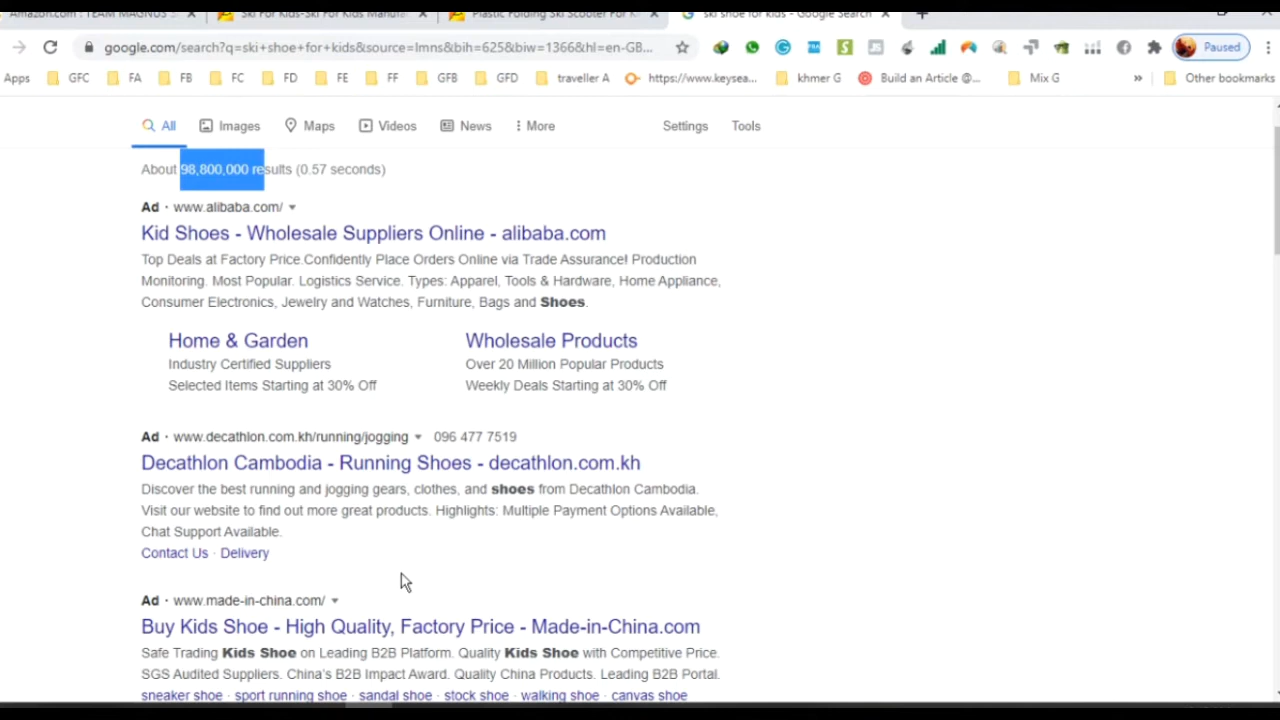 Amazon.com : TEAM MAGNUS S
Ski For Kids-Ski For Kids Manufa
Plastic Folding Ski Scooter For K
ski shoe for kids - Google Search
google.com/search?q=ski+shoe+for+kids&source=lmns&bih=625&biw=1366&hl=en-GB...
Paused
Apps GFC FA FB FC FD FE FF GFB GFD traveller A https://www.keysea... khmer G Build an Article @... Mix G » Other bookmarks
All Images Maps Videos News More Settings Tools
About 98,800,000 results (0.57 seconds)
Ad · www.alibaba.com/
Kid Shoes - Wholesale Suppliers Online - alibaba.com
Top Deals at Factory Price.Confidently Place Orders Online via Trade Assurance! Production
Monitoring. Most Popular. Logistics Service. Types: Apparel, Tools & Hardware, Home Appliance,
Consumer Electronics, Jewelry and Watches, Furniture, Bags and Shoes.
Home & Garden
Industry Certified Suppliers
Selected Items Starting at 30% Off
Wholesale Products
Over 20 Million Popular Products
Weekly Deals Starting at 30% Off
Ad · www.decathlon.com.kh/running/jogging 096 477 7519
Decathlon Cambodia - Running Shoes - decathlon.com.kh
Discover the best running and jogging gears, clothes, and shoes from Decathlon Cambodia.
Visit our website to find out more great products. Highlights: Multiple Payment Options Available,
Chat Support Available.
Contact Us · Delivery
Ad · www.made-in-china.com/
Buy Kids Shoe - High Quality, Factory Price - Made-in-China.com
Safe Trading Kids Shoe on Leading B2B Platform. Quality Kids Shoe with Competitive Price.
SGS Audited Suppliers. China's B2B Impact Award. Quality China Products. Leading B2B Portal.
sneaker shoe · sport running shoe · sandal shoe · stock shoe · walking shoe · canvas shoe